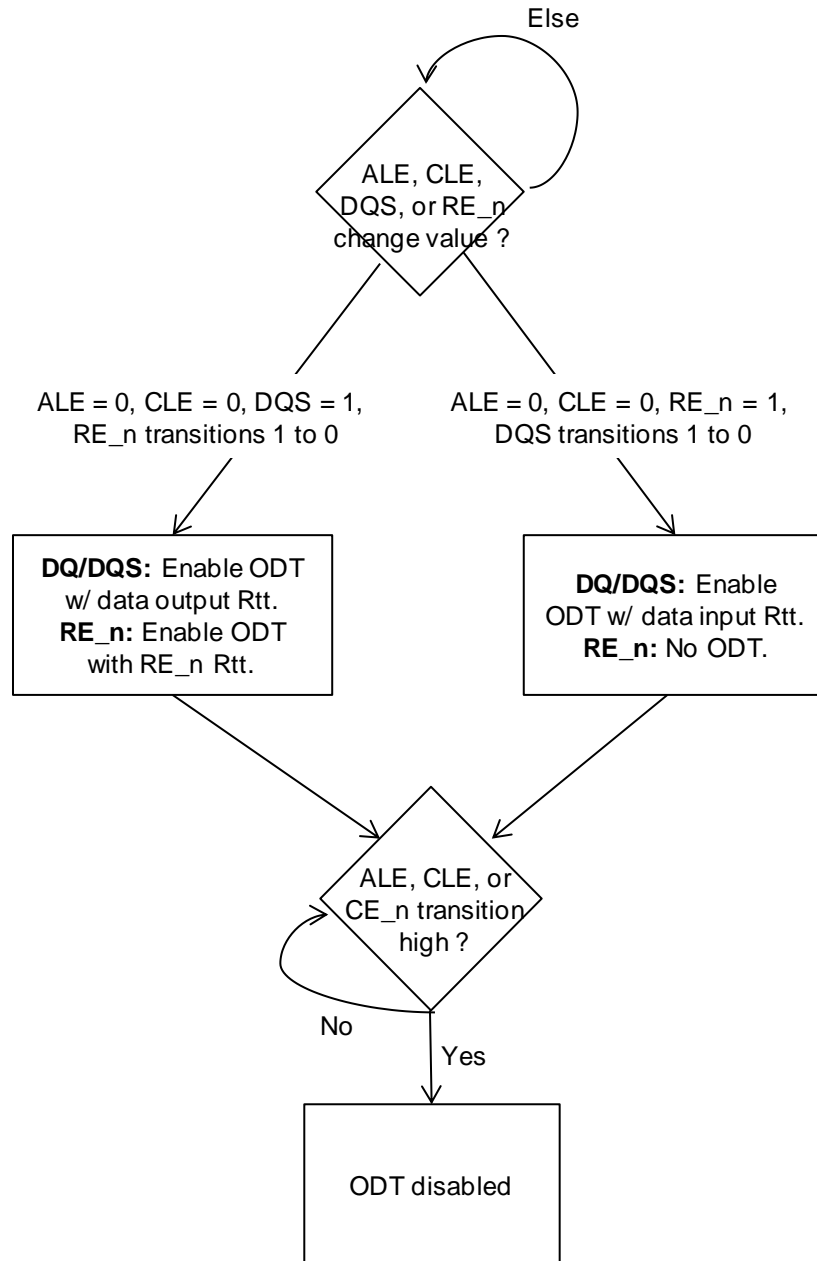 Else
ALE, CLE,
DQS, or RE_n
change value ?
ALE = 0, CLE = 0, DQS = 1,
RE_n transitions 1 to 0
ALE = 0, CLE = 0, RE_n = 1,
DQS transitions 1 to 0
DQ/DQS: Enable ODT
w/ data output Rtt.
RE_n: Enable ODT
with RE_n Rtt.
DQ/DQS: Enable
ODT w/ data input Rtt.
RE_n: No ODT.
ALE, CLE, or
CE_n transition
high ?
No
Yes
ODT disabled